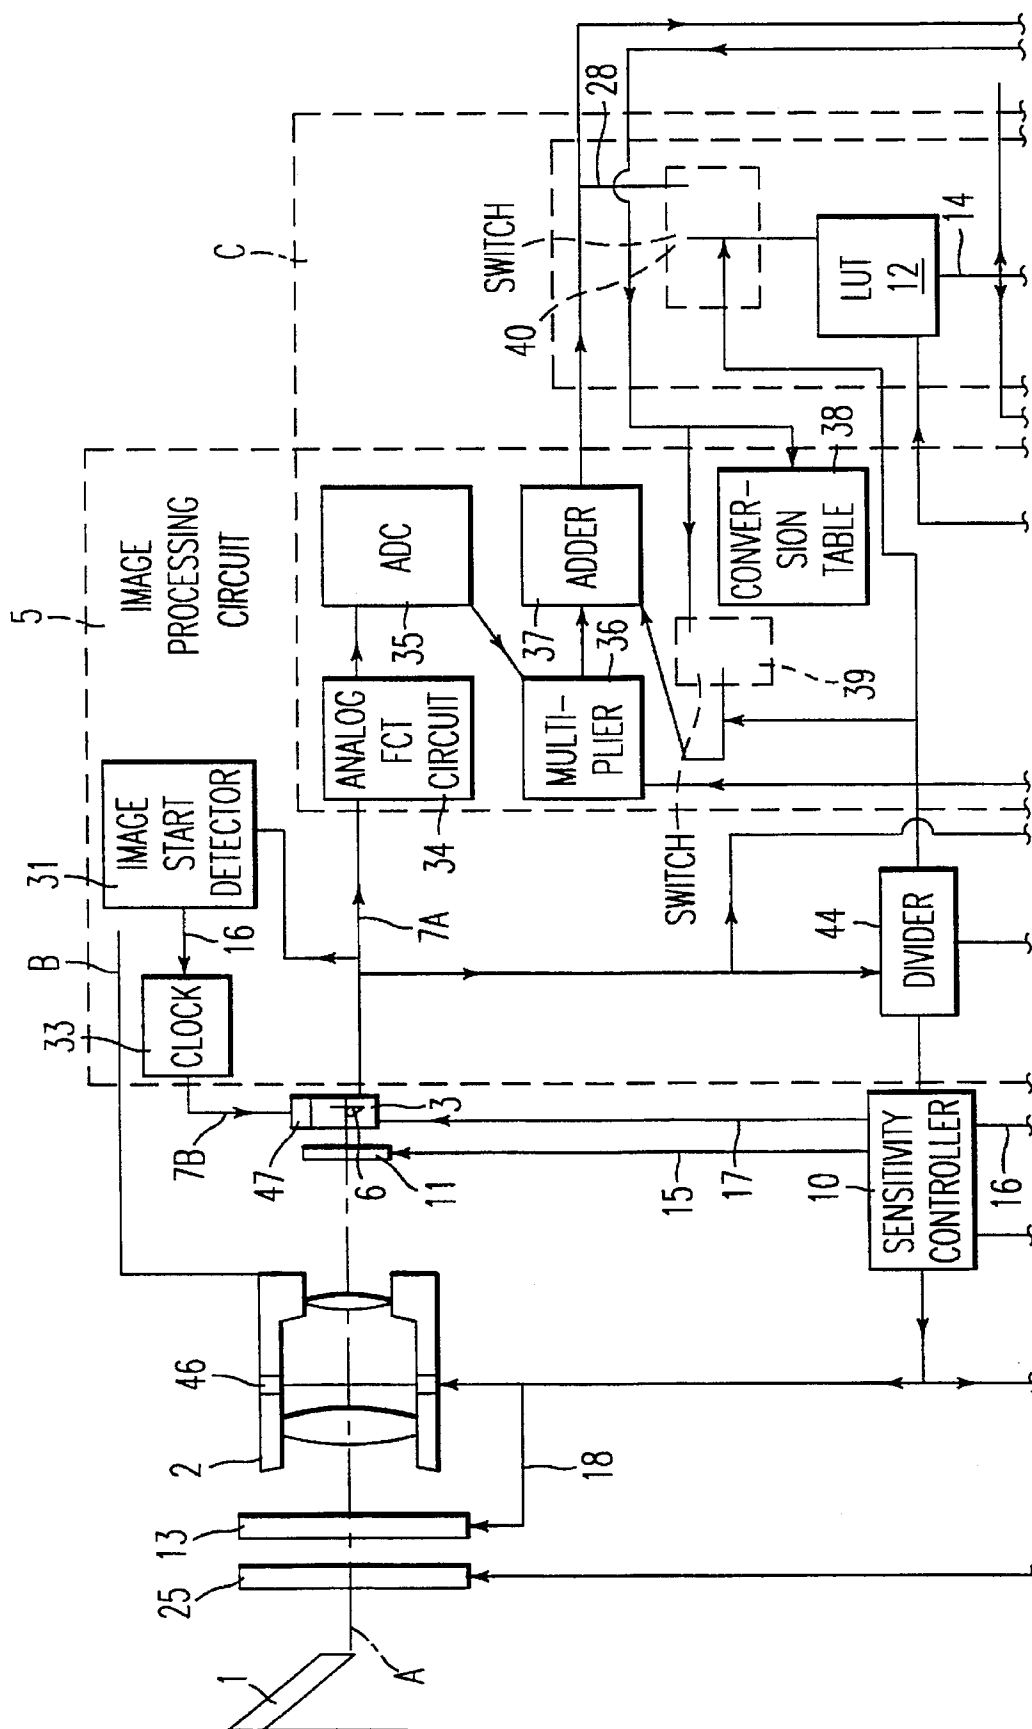 5
IMAGE
PROCESSING
CIRCUIT
C
B
31
IMAGE
START
DETECTOR
16
33
CLOCK
7B
47
3
6
11
7A
ANALOG
FCT
CIRCUIT
34
ADC
35
MULTI-
PLIER
36
ADDER
37
CONVER-
SION
TABLE
38
39
SWITCH
SWITCH
40
28
LUT
12
14
44
DIVIDER
SENSITIVITY
CONTROLLER
10
15
17
16
18
46
2
13
25
1
A